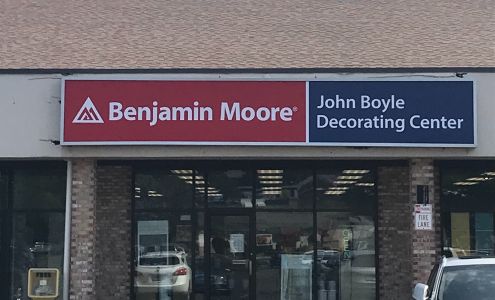 Benjamin Moore®
John Boyle
Decorating Center
FIRE
LANE